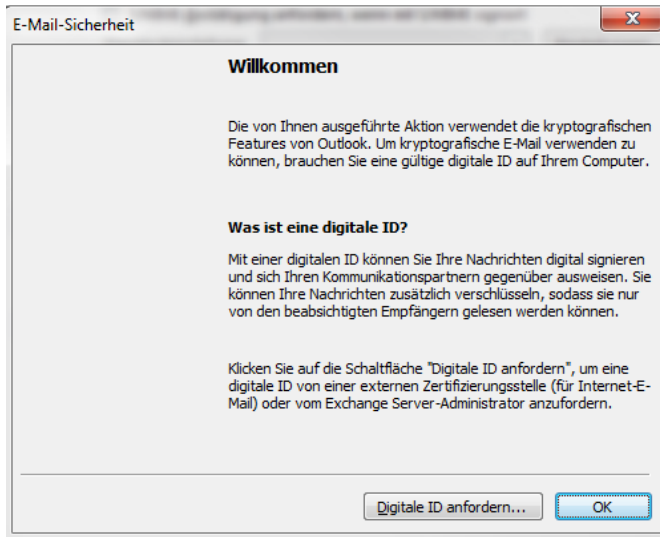 E-Mail-Sicherheit
Willkommen
Die von Ihnen ausgeführte Aktion verwendet die kryptografischen
Features von Outlook. Um kryptografische E-Mail verwenden zu
können, brauchen Sie eine gültige digitale ID auf Ihrem Computer.
Was ist eine digitale ID?
Mit einer digitalen ID können Sie Ihre Nachrichten digital signieren
und sich Ihren Kommunikationspartnern gegenüber ausweisen. Sie
können Ihre Nachrichten zusätzlich verschlüsseln, sodass sie nur
von den beabsichtigten Empfängern gelesen werden können.
Klicken Sie auf die Schaltfläche "Digitale ID anfordern", um eine
digitale ID von einer externen Zertifizierungsstelle (für Internet-E-
Mail) oder vom Exchange Server-Administrator anzufordern.
Digitale ID anfordern...
OK